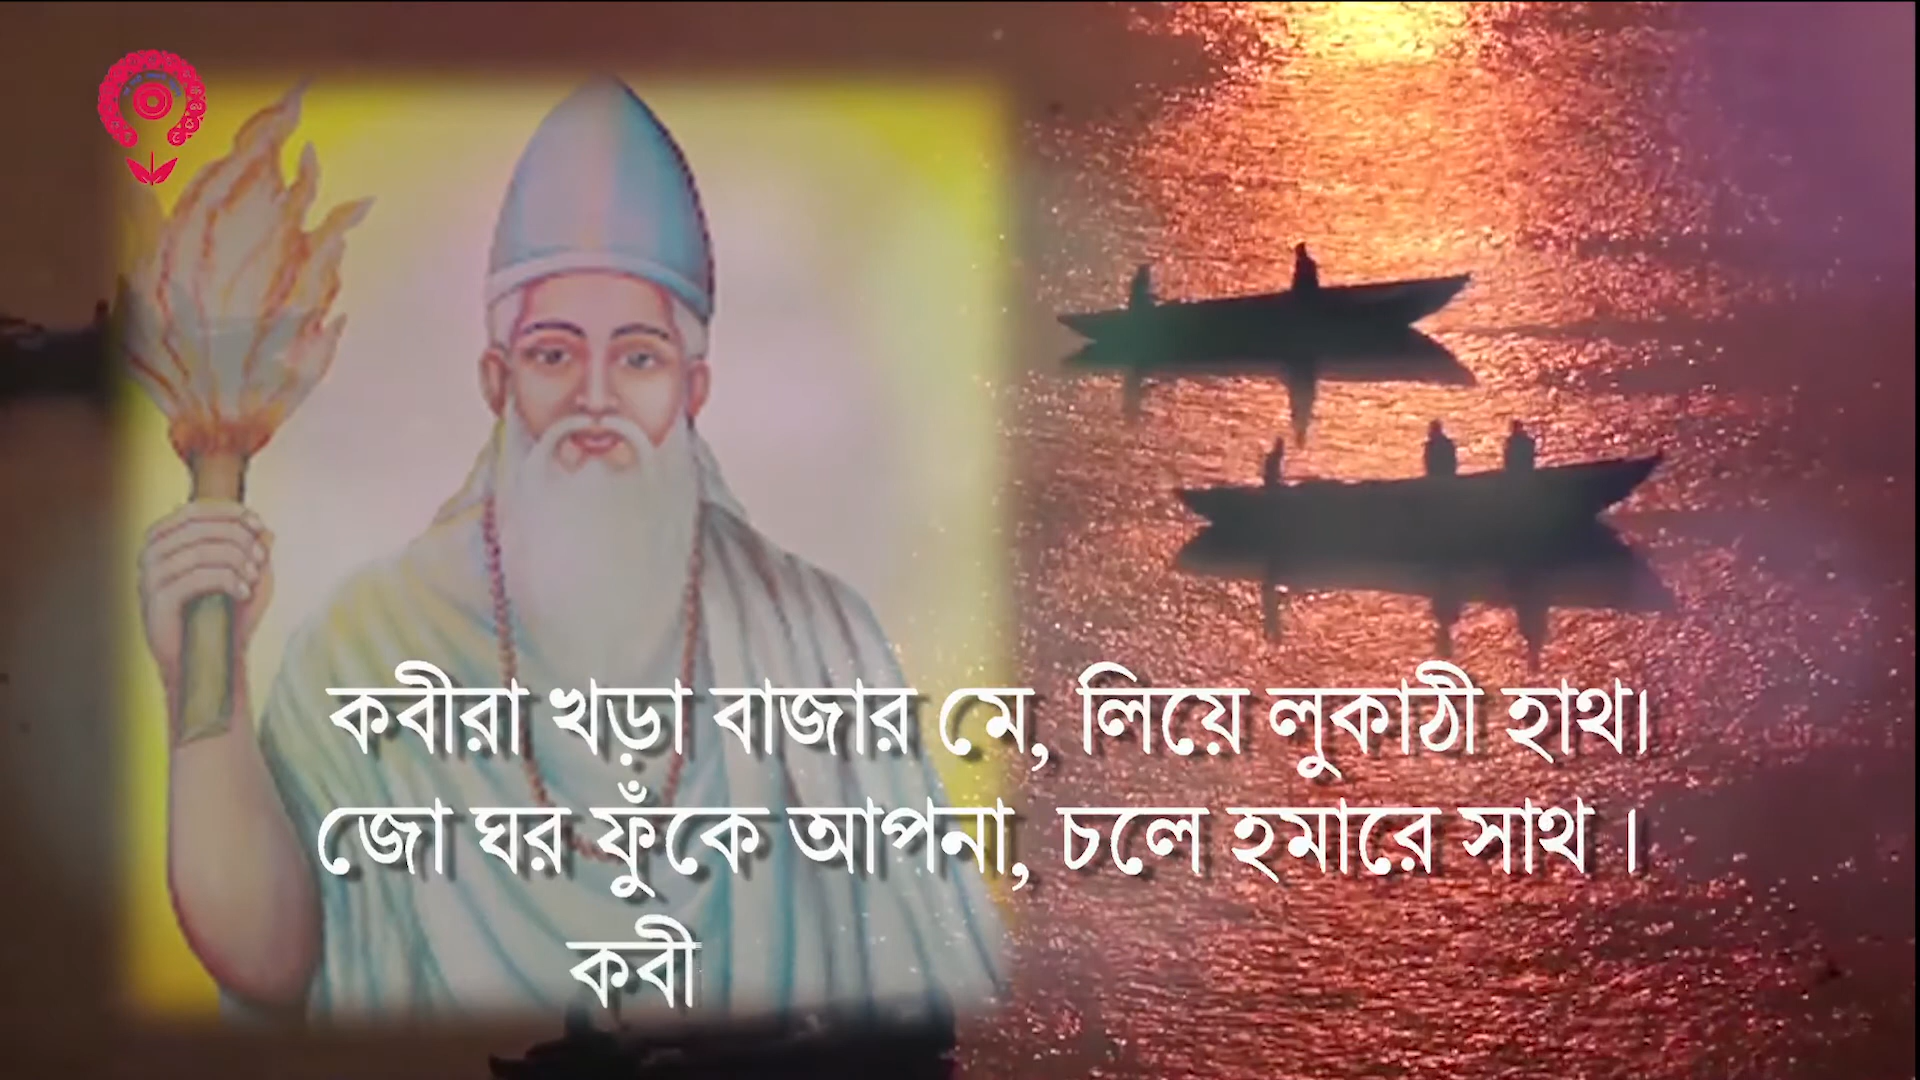 কবীরা খড়া বাজার মে, লিয়ে লুকাঠী হাথ।
জো ঘর ফুঁকে আপনা, চলে হমারে সাথ ।
কবী